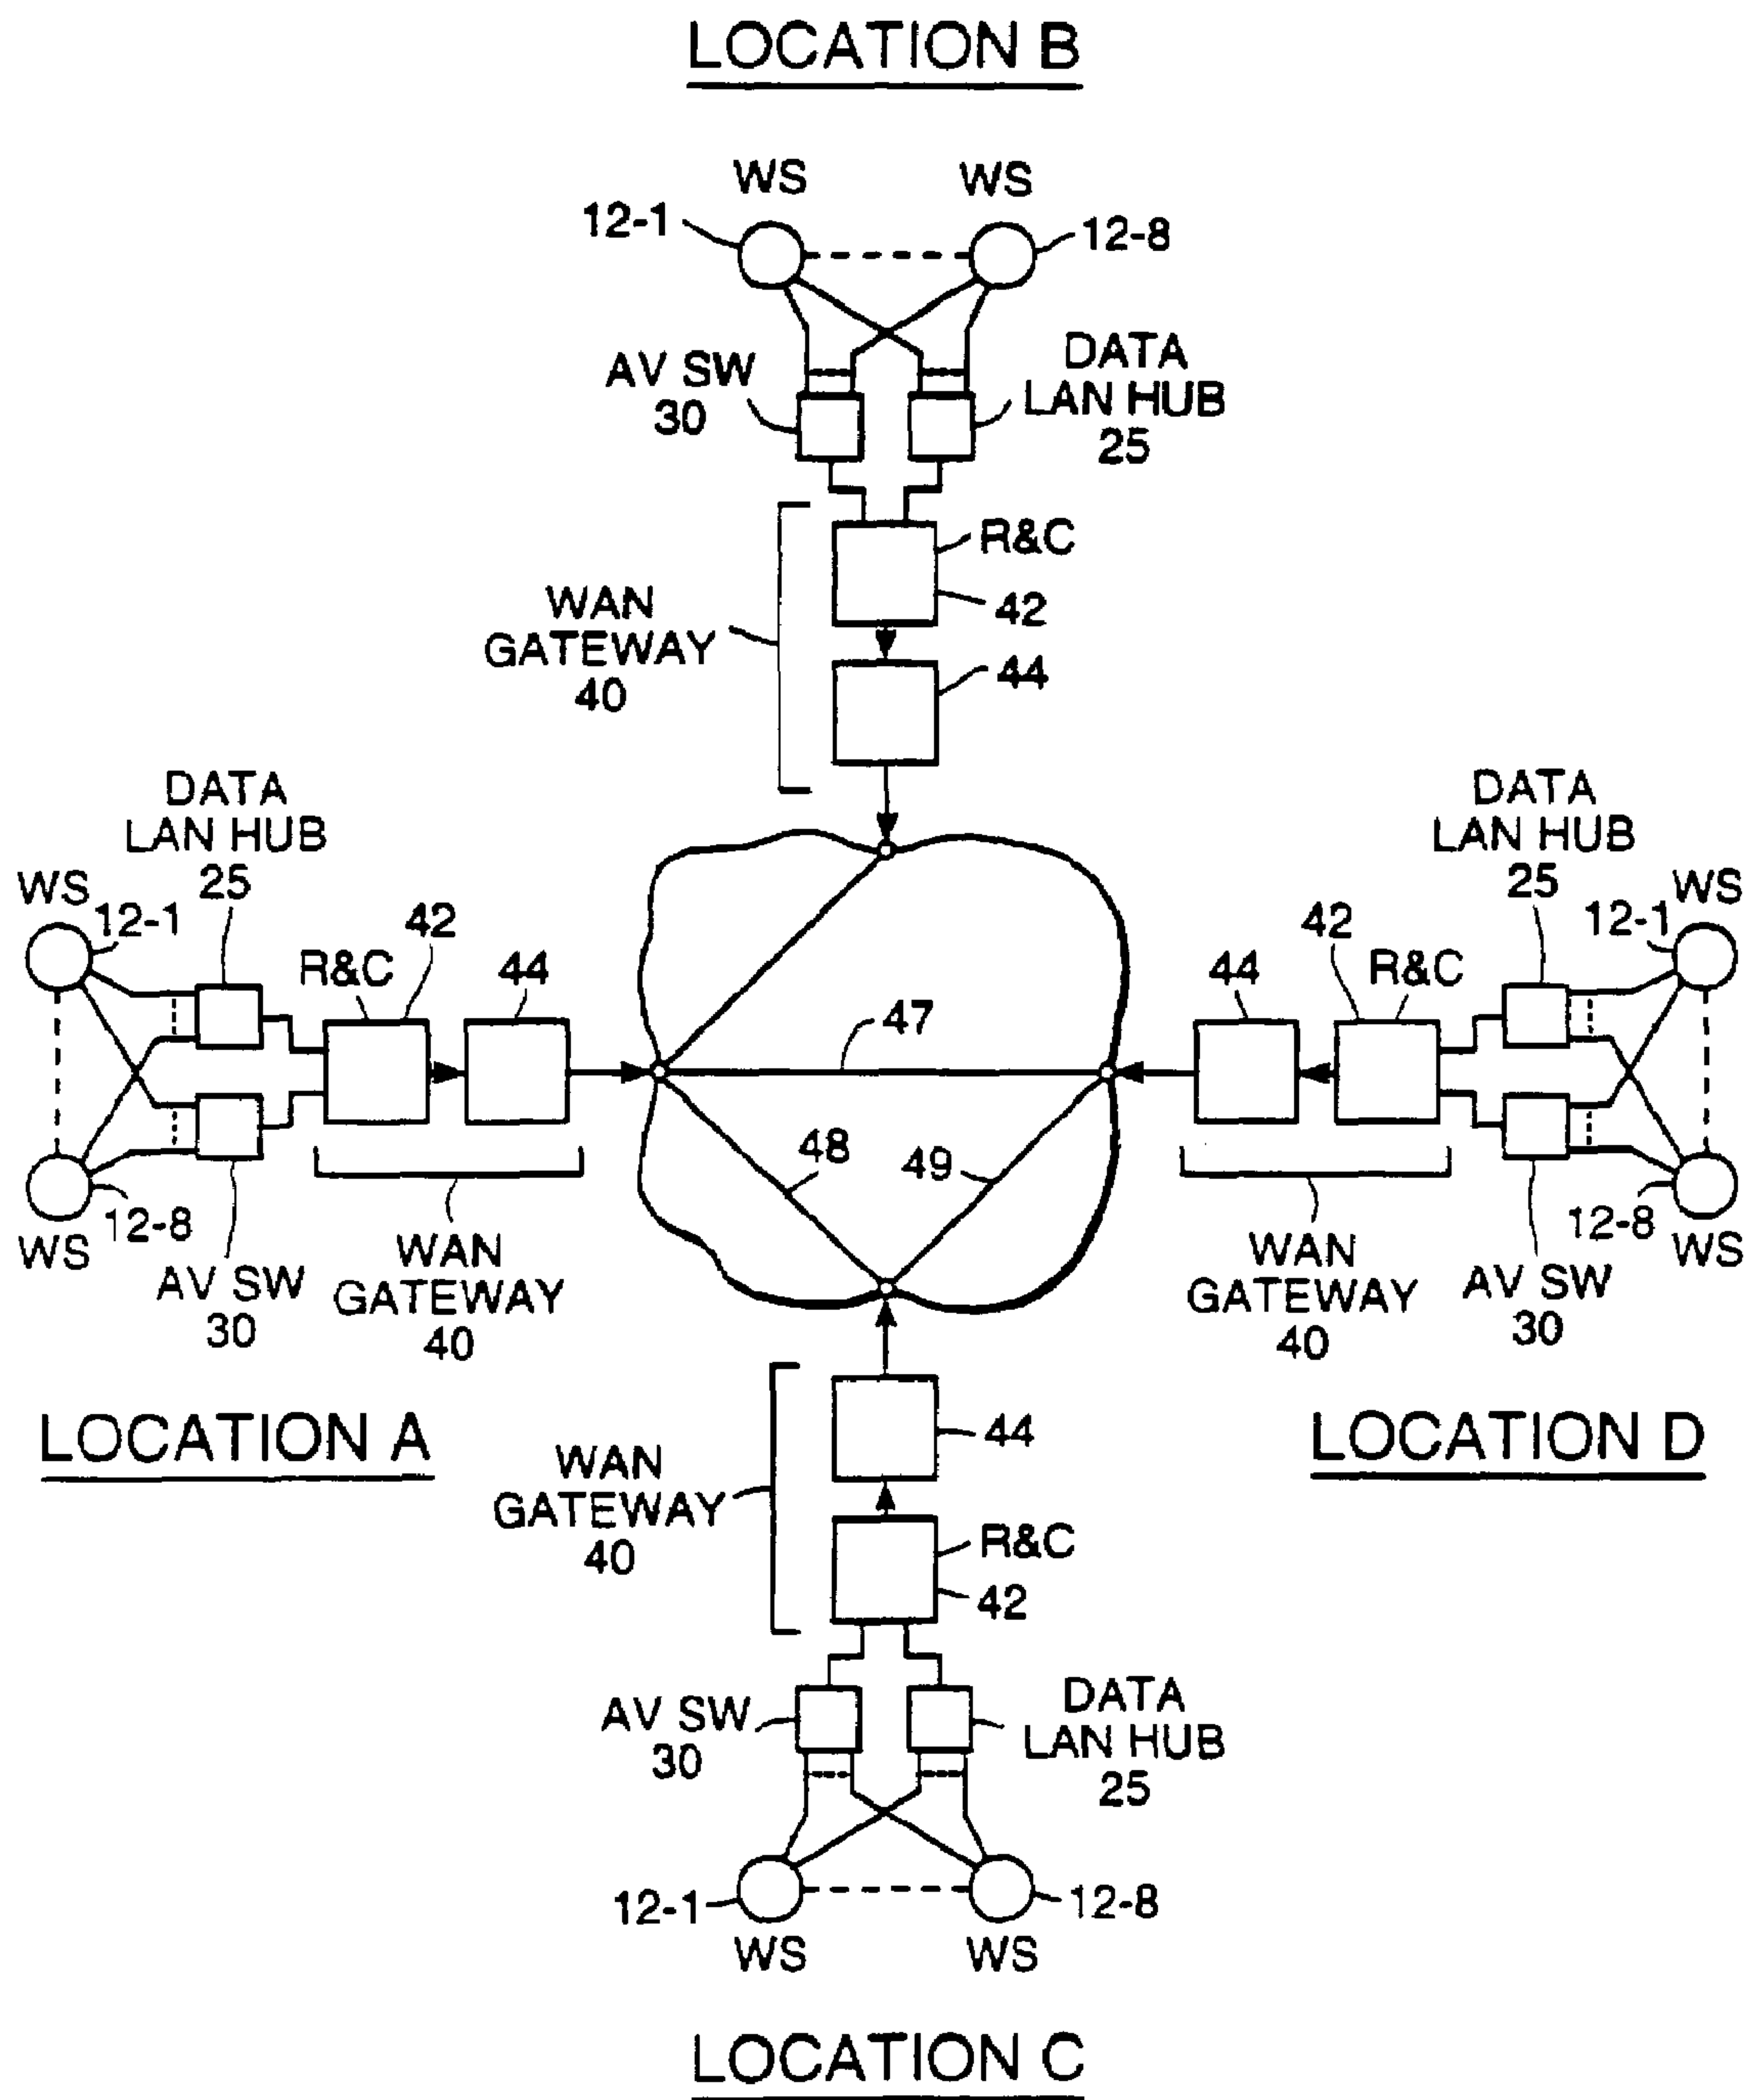 LOCATION B
WS
WS
12-1
12-8
AV SW
30
DATA
LAN HUB
25
R&C
42
WAN
GATEWAY
40
44
DATA
LAN HUB
25
WS
12-1
R&C
42
44
12-8
WS
AV SW
30
WAN
GATEWAY
40
LOCATION A
47
48
49
DATA
LAN HUB
25
WS
12-1
42
R&C
44
12-8
WS
WAN
GATEWAY
40
AV SW
30
LOCATION D
44
WAN
GATEWAY
40
R&C
42
AV SW
30
DATA
LAN HUB
25
12-1
12-8
WS
WS
LOCATION C